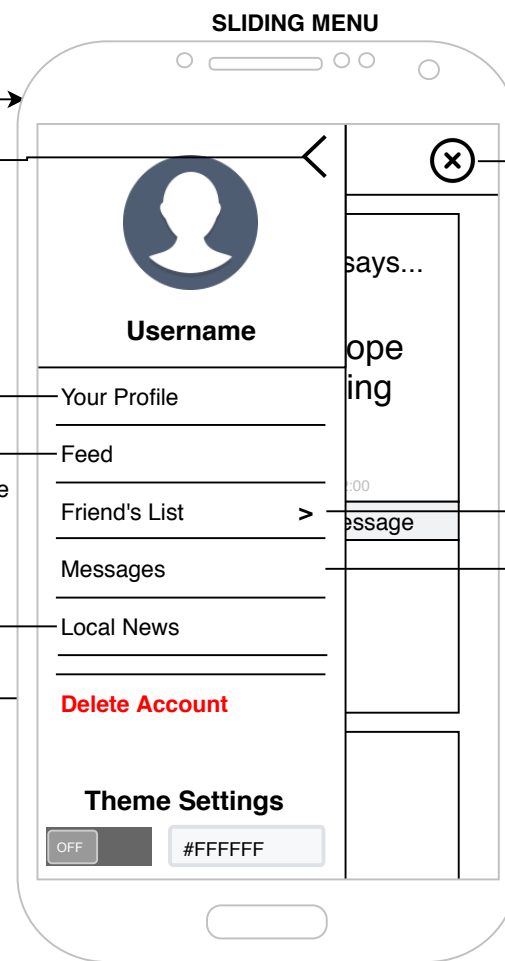 SLIDING MENU
says...
Username
ope
ing
Your Profile
Feed
e
:00
Friend's List >
essage
Messages
Local News
Delete Account
Theme Settings
OFF
#FFFFFF